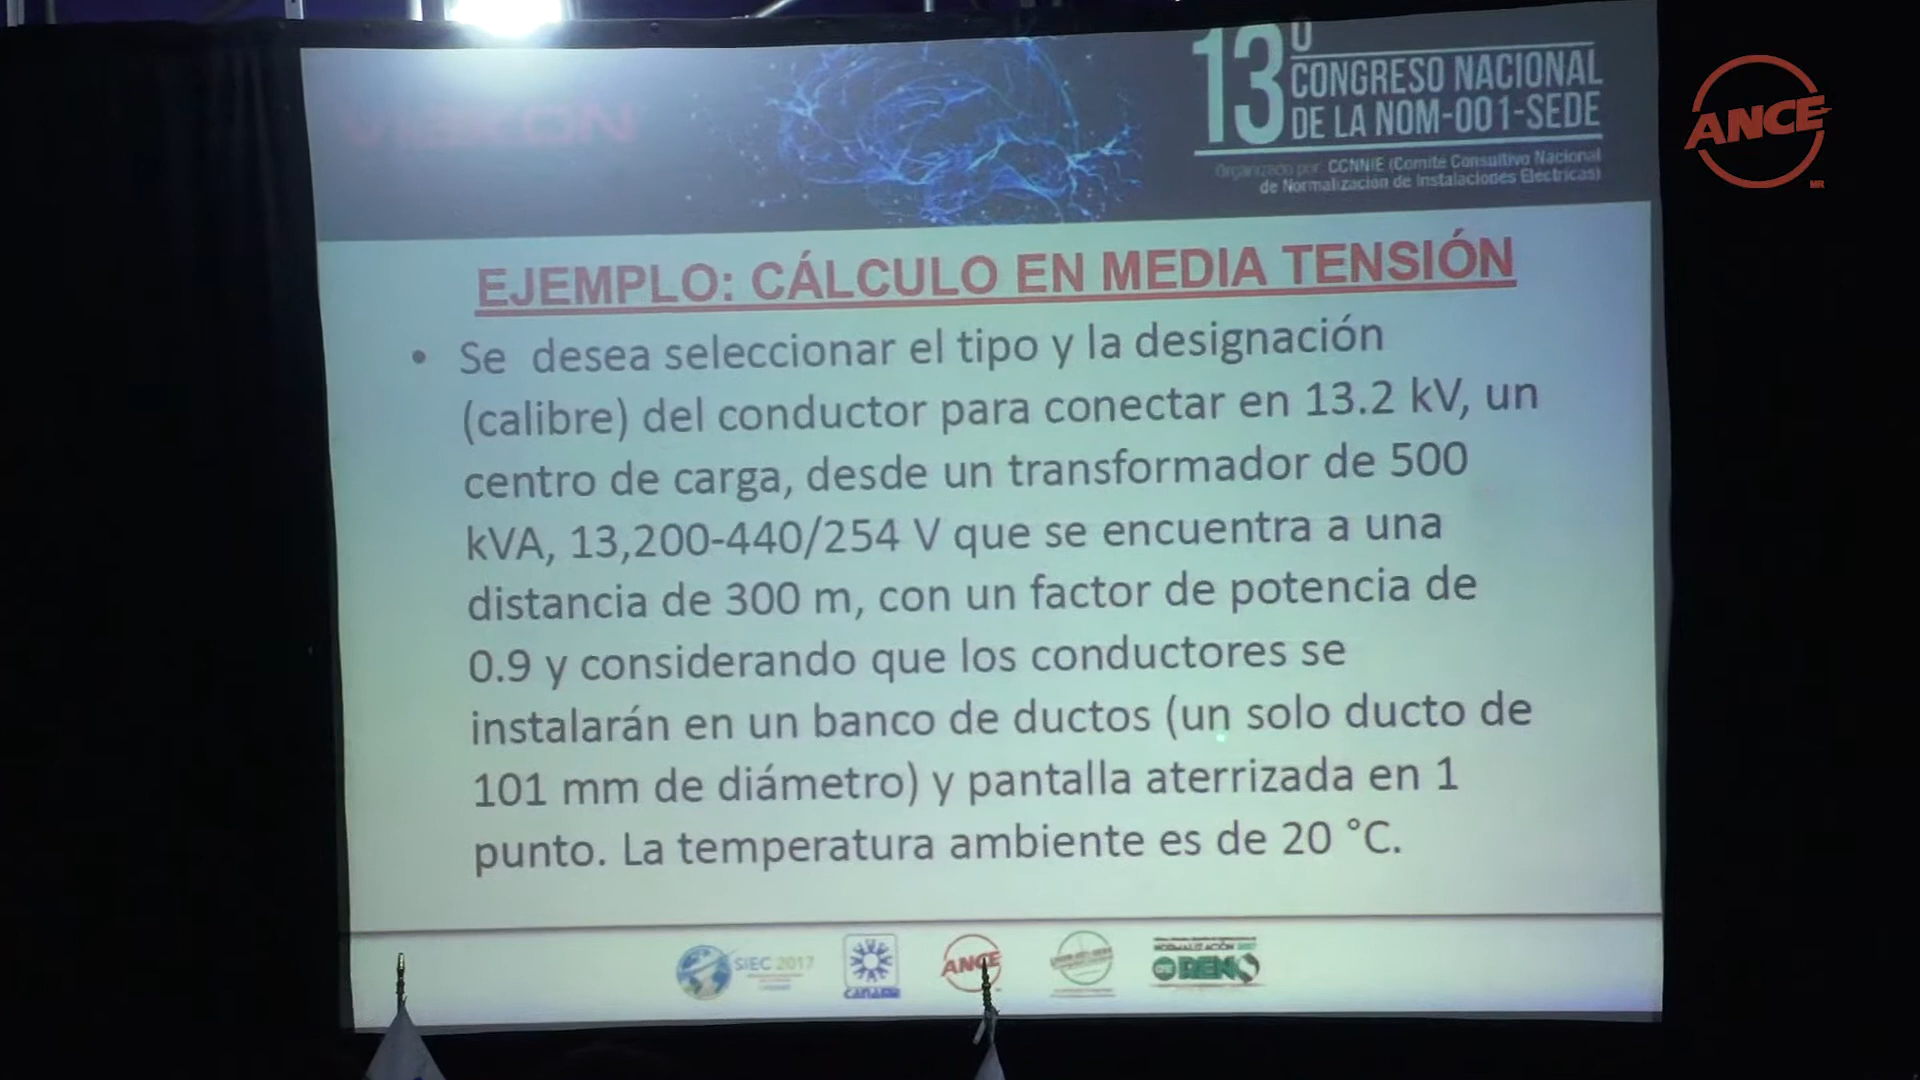 13°
CONGRESO NACIONAL
DE LA NOM-001-SEDE
Organizado por: CCNNIE (Comité Consultivo Nacional
de Normalización de Instalaciones Electricas)
ANCE
MR
EJEMPLO: CÁLCULO EN MEDIA TENSIÓN
• Se desea seleccionar el tipo y la designación
(calibre) del conductor para conectar en 13.2 kV, un
centro de carga, desde un transformador de 500
kVA, 13,200-440/254 V que se encuentra a una
distancia de 300 m, con un factor de potencia de
0.9 y considerando que los conductores se
instalarán en un banco de ductos (un solo ducto de
101 mm de diámetro) y pantalla aterrizada en 1
punto. La temperatura ambiente es de 20 °C.
SIEC 2017
ANCE